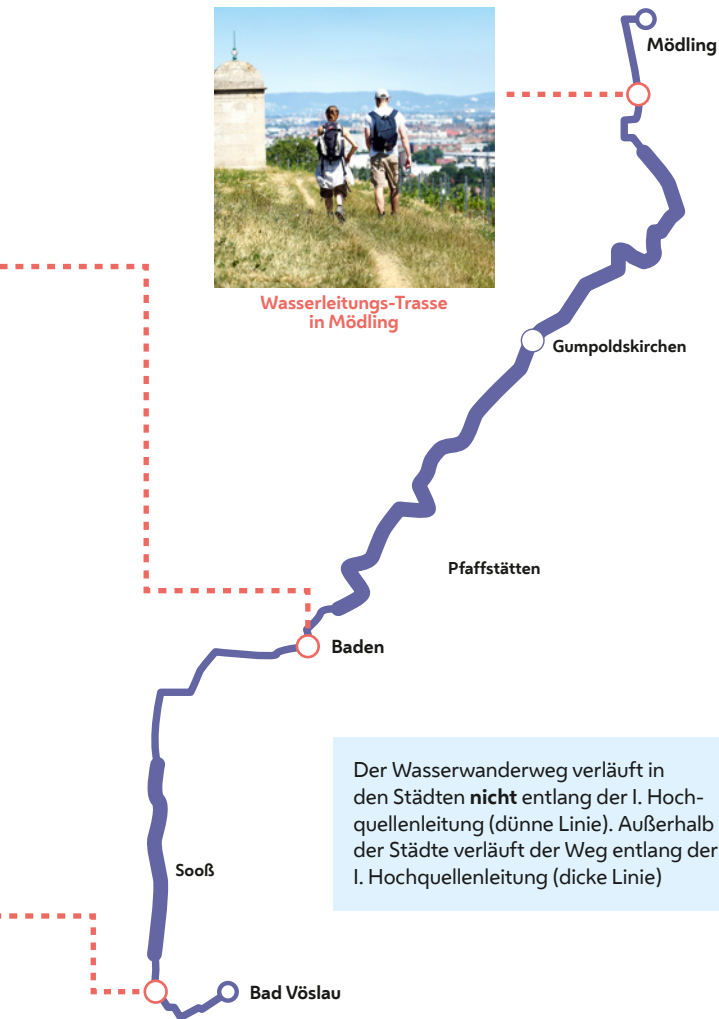 Mödling
Wasserleitungs-Trasse
in Mödling
Gumpoldskirchen
Pfaffstätten
Baden
Der Wasserwanderweg verläuft in
den Städten nicht entlang der I. Hoch-
quellenleitung (dünne Linie). Außerhalb
der Städte verläuft der Weg entlang der
I. Hochquellenleitung (dicke Linie)
Sooß
Bad Vöslau